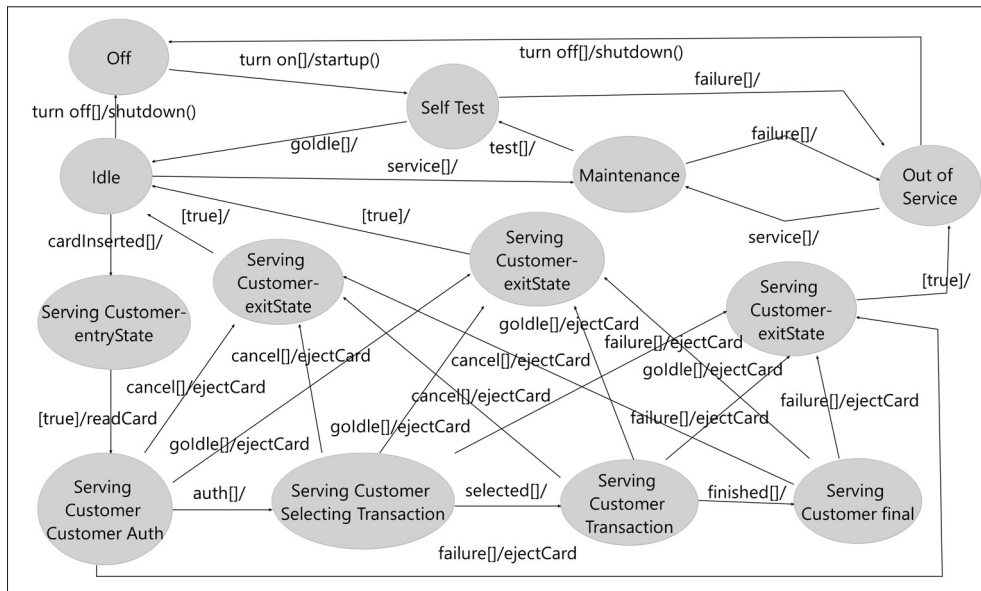 turn off[]/shutdown()
Off
turn on[]/startup()
failure[]/
Self Test
turn off[]/shutdown()
goIdle[]/
test[]/
failure[]/
service[]/
Idle
Maintenance
Out of
Service
[true]/
[true]/
service[]/
cardInserted[]/
Serving
Customer-
exitState
Serving
Customer-
exitState
[true]/
Serving
Customer-
exitState
Serving Customer-
entryState
goIdle[]/ejectCard
failure[]/ejectCard
cancel[]/ejectCard
cancel[]/ejectCard
goIdle[]/ejectCard
cancel[]/ejectCard
cancel[]/ejectCard
failure[]/ejectCard
[true]/readCard
goIdle[]/ejectCard
goIdle[]/ejectCard
failure[]/ejectCard
Serving
Customer
Customer Auth
auth[]/
Serving Customer
Selecting Transaction
selected[]/
Serving
Customer
Transaction
finished[]/
Serving
Customer final
failure[]/ejectCard